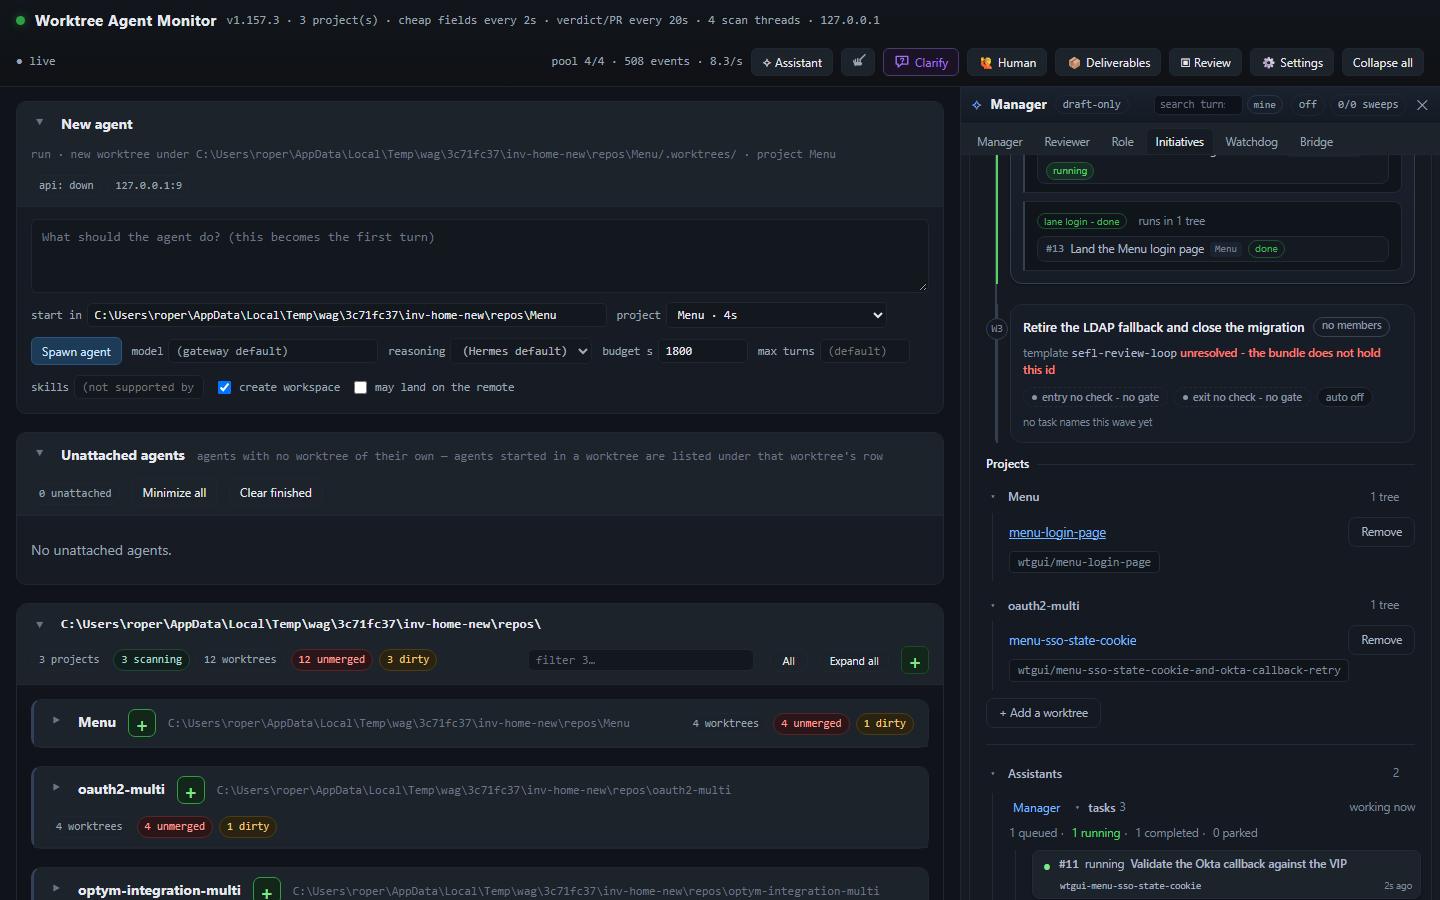 Worktree Agent Monitor v1.157.3 · 3 project(s) · cheap fields every 2s · verdict/PR every 20s · 4 scan threads · 127.0.0.1
live pool 4/4 · 508 events · 8.3/s Assistant Clarify Human Deliverables Review Settings Collapse all
New agent
run · new worktree under C:\Users\roper\AppData\Local\Temp\wag\3c71fc37\inv-home-new\repos\Menu/.worktrees/ · project Menu
api: down 127.0.0.1:9
What should the agent do? (this becomes the first turn)
start in C:\Users\roper\AppData\Local\Temp\wag\3c71fc37\inv-home-new\repos\Menu project Menu · 4s
Spawn agent model (gateway default) reasoning (Hermes default) budget s 1800 max turns (default)
skills (not supported by create workspace may land on the remote
Unattached agents agents with no worktree of their own — agents started in a worktree are listed under that worktree's row
0 unattached Minimize all Clear finished
No unattached agents.
C:\Users\roper\AppData\Local\Temp\wag\3c71fc37\inv-home-new\repos\
3 projects 3 scanning 12 worktrees 12 unmerged 3 dirty filter 3… All Expand all +
Menu + C:\Users\roper\AppData\Local\Temp\wag\3c71fc37\inv-home-new\repos\Menu 4 worktrees 4 unmerged 1 dirty
oauth2-multi + C:\Users\roper\AppData\Local\Temp\wag\3c71fc37\inv-home-new\repos\oauth2-multi
4 worktrees 4 unmerged 1 dirty
optym-integration-multi + C:\Users\roper\AppData\Local\Temp\wag\3c71fc37\inv-home-new\repos\optym-integration-multi
Manager draft-only search turn: mine off 0/0 sweeps
Manager Reviewer Role Initiatives Watchdog Bridge
running
lane login - done runs in 1 tree
#13 Land the Menu login page Menu done
W3 Retire the LDAP fallback and close the migration no members
template sefl-review-loop unresolved - the bundle does not hold
this id
entry no check - no gate exit no check - no gate auto off
no task names this wave yet
Projects
Menu 1 tree
menu-login-page Remove
wtgui/menu-login-page
oauth2-multi 1 tree
menu-sso-state-cookie Remove
wtgui/menu-sso-state-cookie-and-okta-callback-retry
+ Add a worktree
Assistants 2
Manager · tasks 3 working now
1 queued · 1 running · 1 completed · 0 parked
#11 running Validate the Okta callback against the VIP
wtgui-menu-sso-state-cookie 2s ago